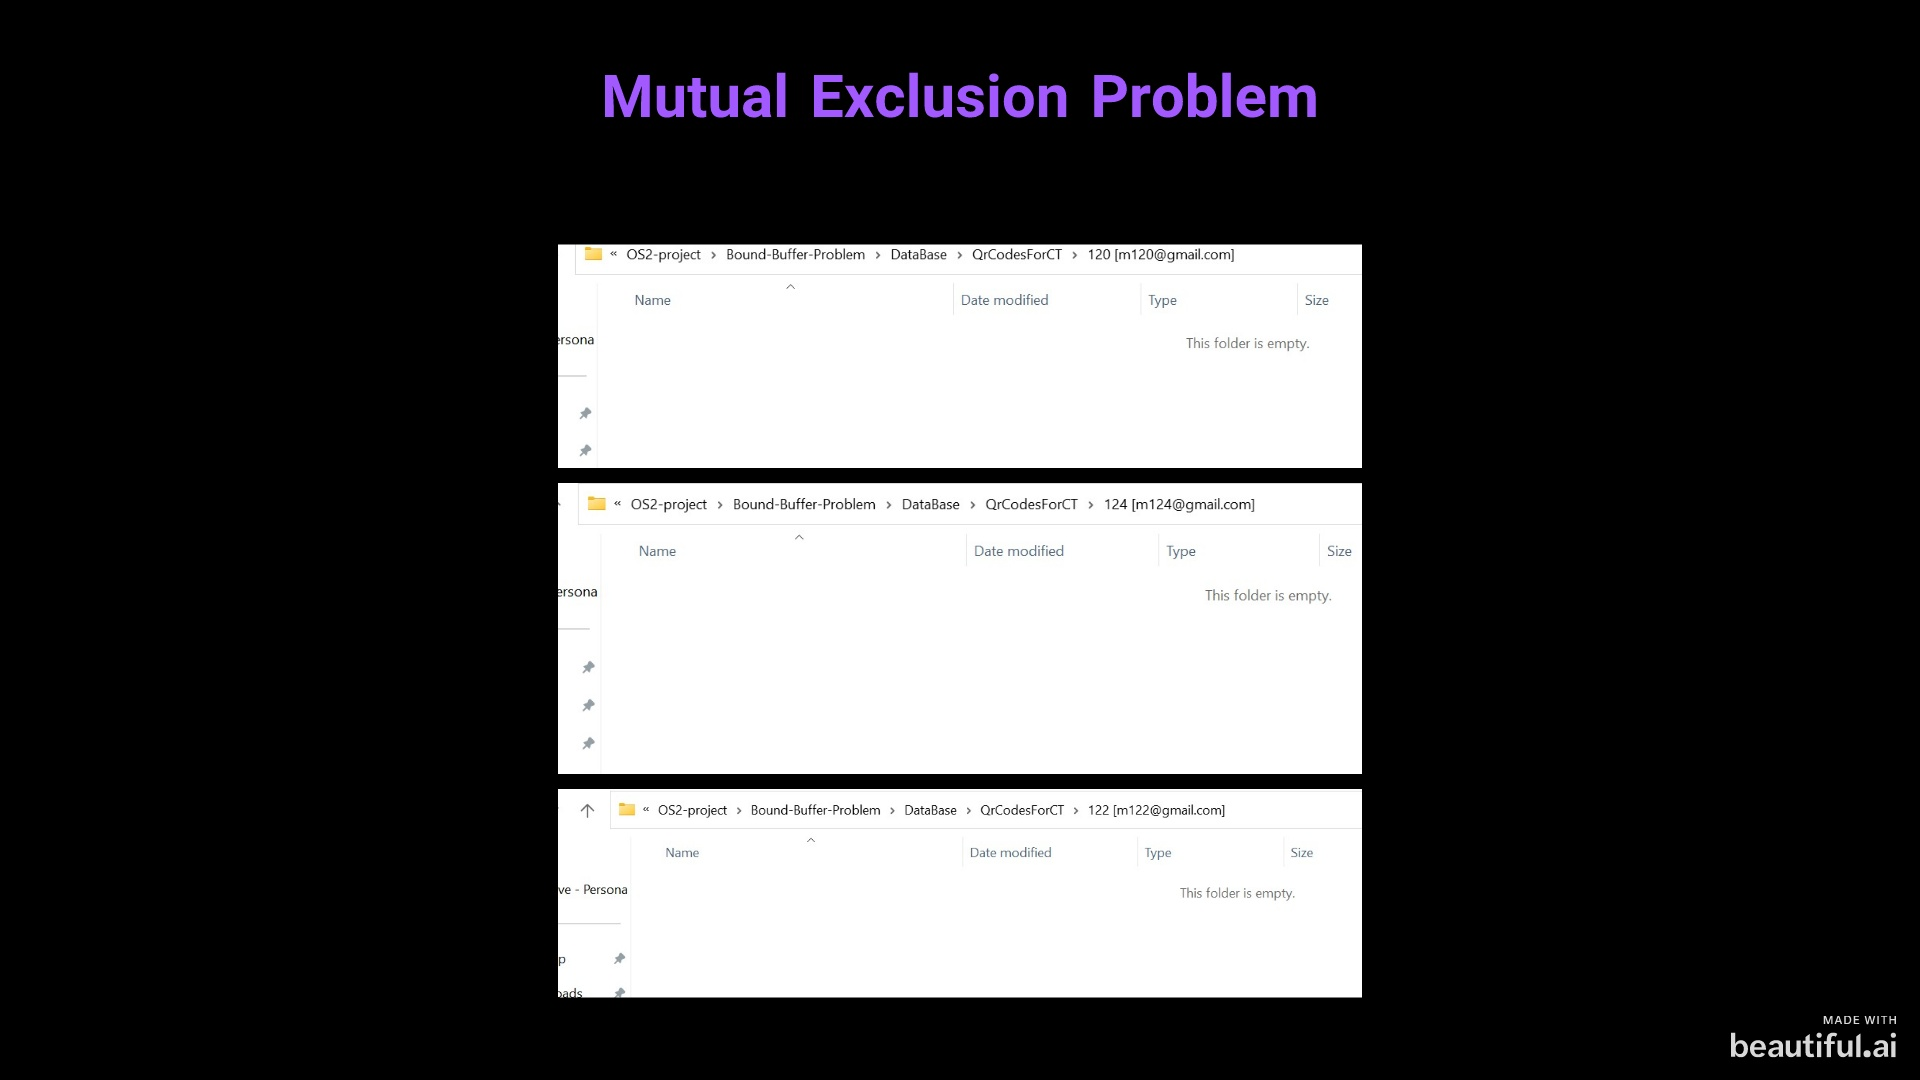 Mutual Exclusion Problem
« OS2-project > Bound-Buffer-Problem > DataBase > QrCodesForCT > 120 [m120@gmail.com]
Name Date modified Type Size
This folder is empty.
ersona
« OS2-project > Bound-Buffer-Problem > DataBase > QrCodesForCT > 124 [m124@gmail.com]
Name Date modified Type Size
This folder is empty.
ersona
« OS2-project > Bound-Buffer-Problem > DataBase > QrCodesForCT > 122 [m122@gmail.com]
Name Date modified Type Size
ve - Persona
This folder is empty.
p
oads
MADE WITH
beautiful.ai